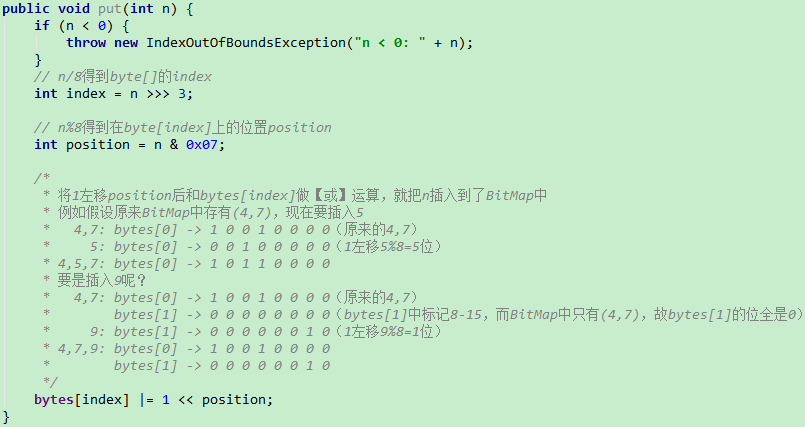 public void put(int n) {
    if (n < 0) {
        throw new IndexOutOfBoundsException("n < 0: " + n);
    }
    // n/8得到byte[]的index
    int index = n >>> 3;

    // n%8得到在byte[index]上的位置position
    int position = n & 0x07;

    /*
     * 将1左移position后和bytes[index]做【或】运算，就把n插入到了BitMap中
     * 例如假设原来BitMap中存有(4,7)，现在要插入5
     *   4,7: bytes[0] -> 1 0 0 1 0 0 0 0（原来的4,7）
     *     5: bytes[0] -> 0 0 1 0 0 0 0 0（1左移5%8=5位）
     * 4,5,7: bytes[0] -> 1 0 1 1 0 0 0 0
     * 要是插入9呢？
     *   4,7: bytes[0] -> 1 0 0 1 0 0 0 0（原来的4,7）
     *        bytes[1] -> 0 0 0 0 0 0 0 0（bytes[1]中标记8-15，而BitMap中只有(4,7)，故bytes[1]的位全是0）
     *     9: bytes[1] -> 0 0 0 0 0 0 1 0（1左移9%8=1位）
     * 4,7,9: bytes[0] -> 1 0 0 1 0 0 0 0
     *        bytes[1] -> 0 0 0 0 0 0 1 0
     */
    bytes[index] |= 1 << position;
}